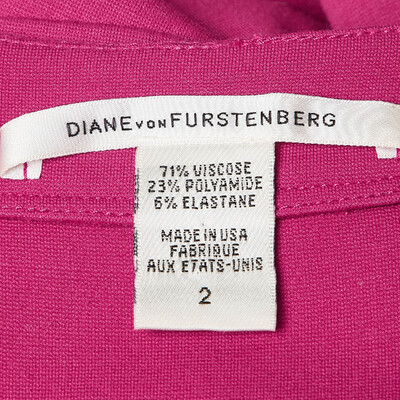 DIANE VON FURSTENBERG
71% VISCOSE
23% POLYAMIDE
6% ELASTANE
MADE IN USA
FABRIQUE
AUX ETATS-UNIS
2